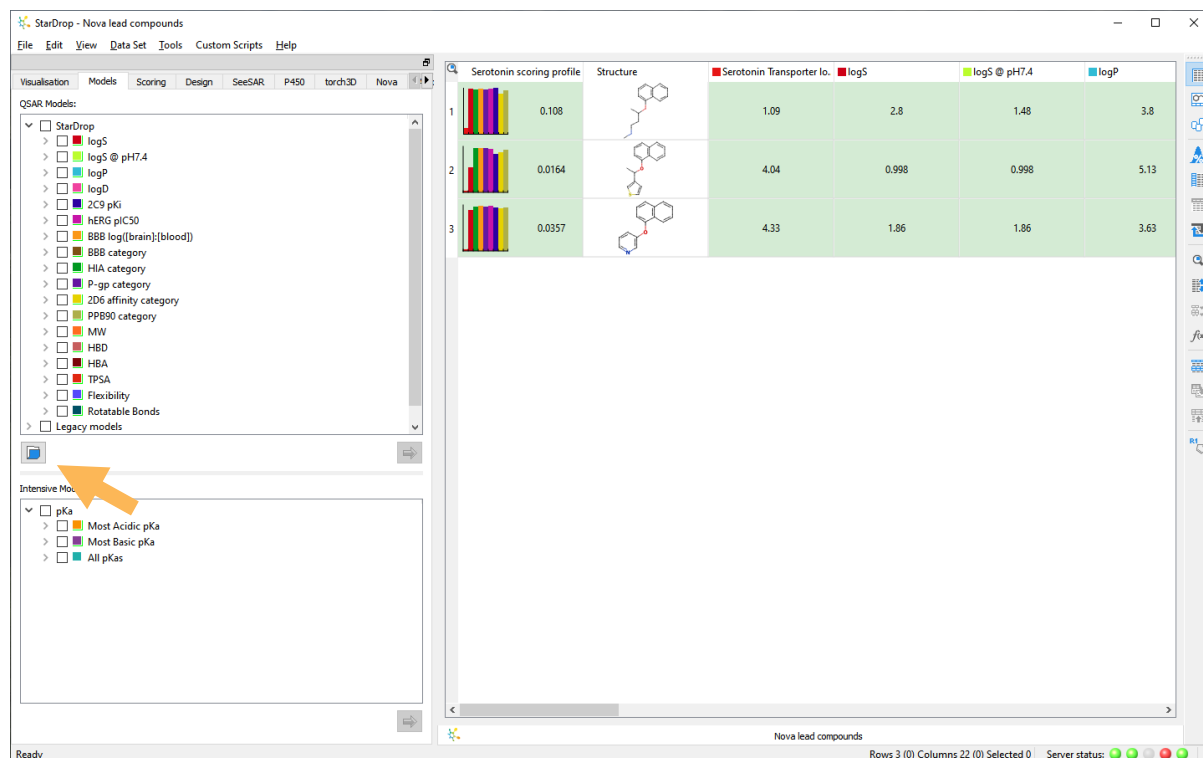 StarDrop - Nova lead compounds
File Edit View Data Set Tools Custom Scripts Help
Visualisation Models Scoring Design SeeSAR P450 torch3D Nova
QSAR Models:
StarDrop
logS
logS @ pH7.4
logP
logD
2C9 pKi
hERG pIC50
BBB log([brain]:[blood])
BBB category
HIA category
P-gp category
2D6 affinity category
PPB90 category
MW
HBD
HBA
TPSA
Flexibility
Rotatable Bonds
Legacy models
Intensive Mo
pKa
Most Acidic pKa
Most Basic pKa
All pKas
Serotonin scoring profile Structure Serotonin Transporter lo. logS logS @ pH7.4 logP
1 0.108 1.09 2.8 1.48 3.8
2 0.0164 4.04 0.998 0.998 5.13
3 0.0357 4.33 1.86 1.86 3.63
Nova lead compounds
Ready Rows 3 (0) Columns 22 (0) Selected 0 Server status: